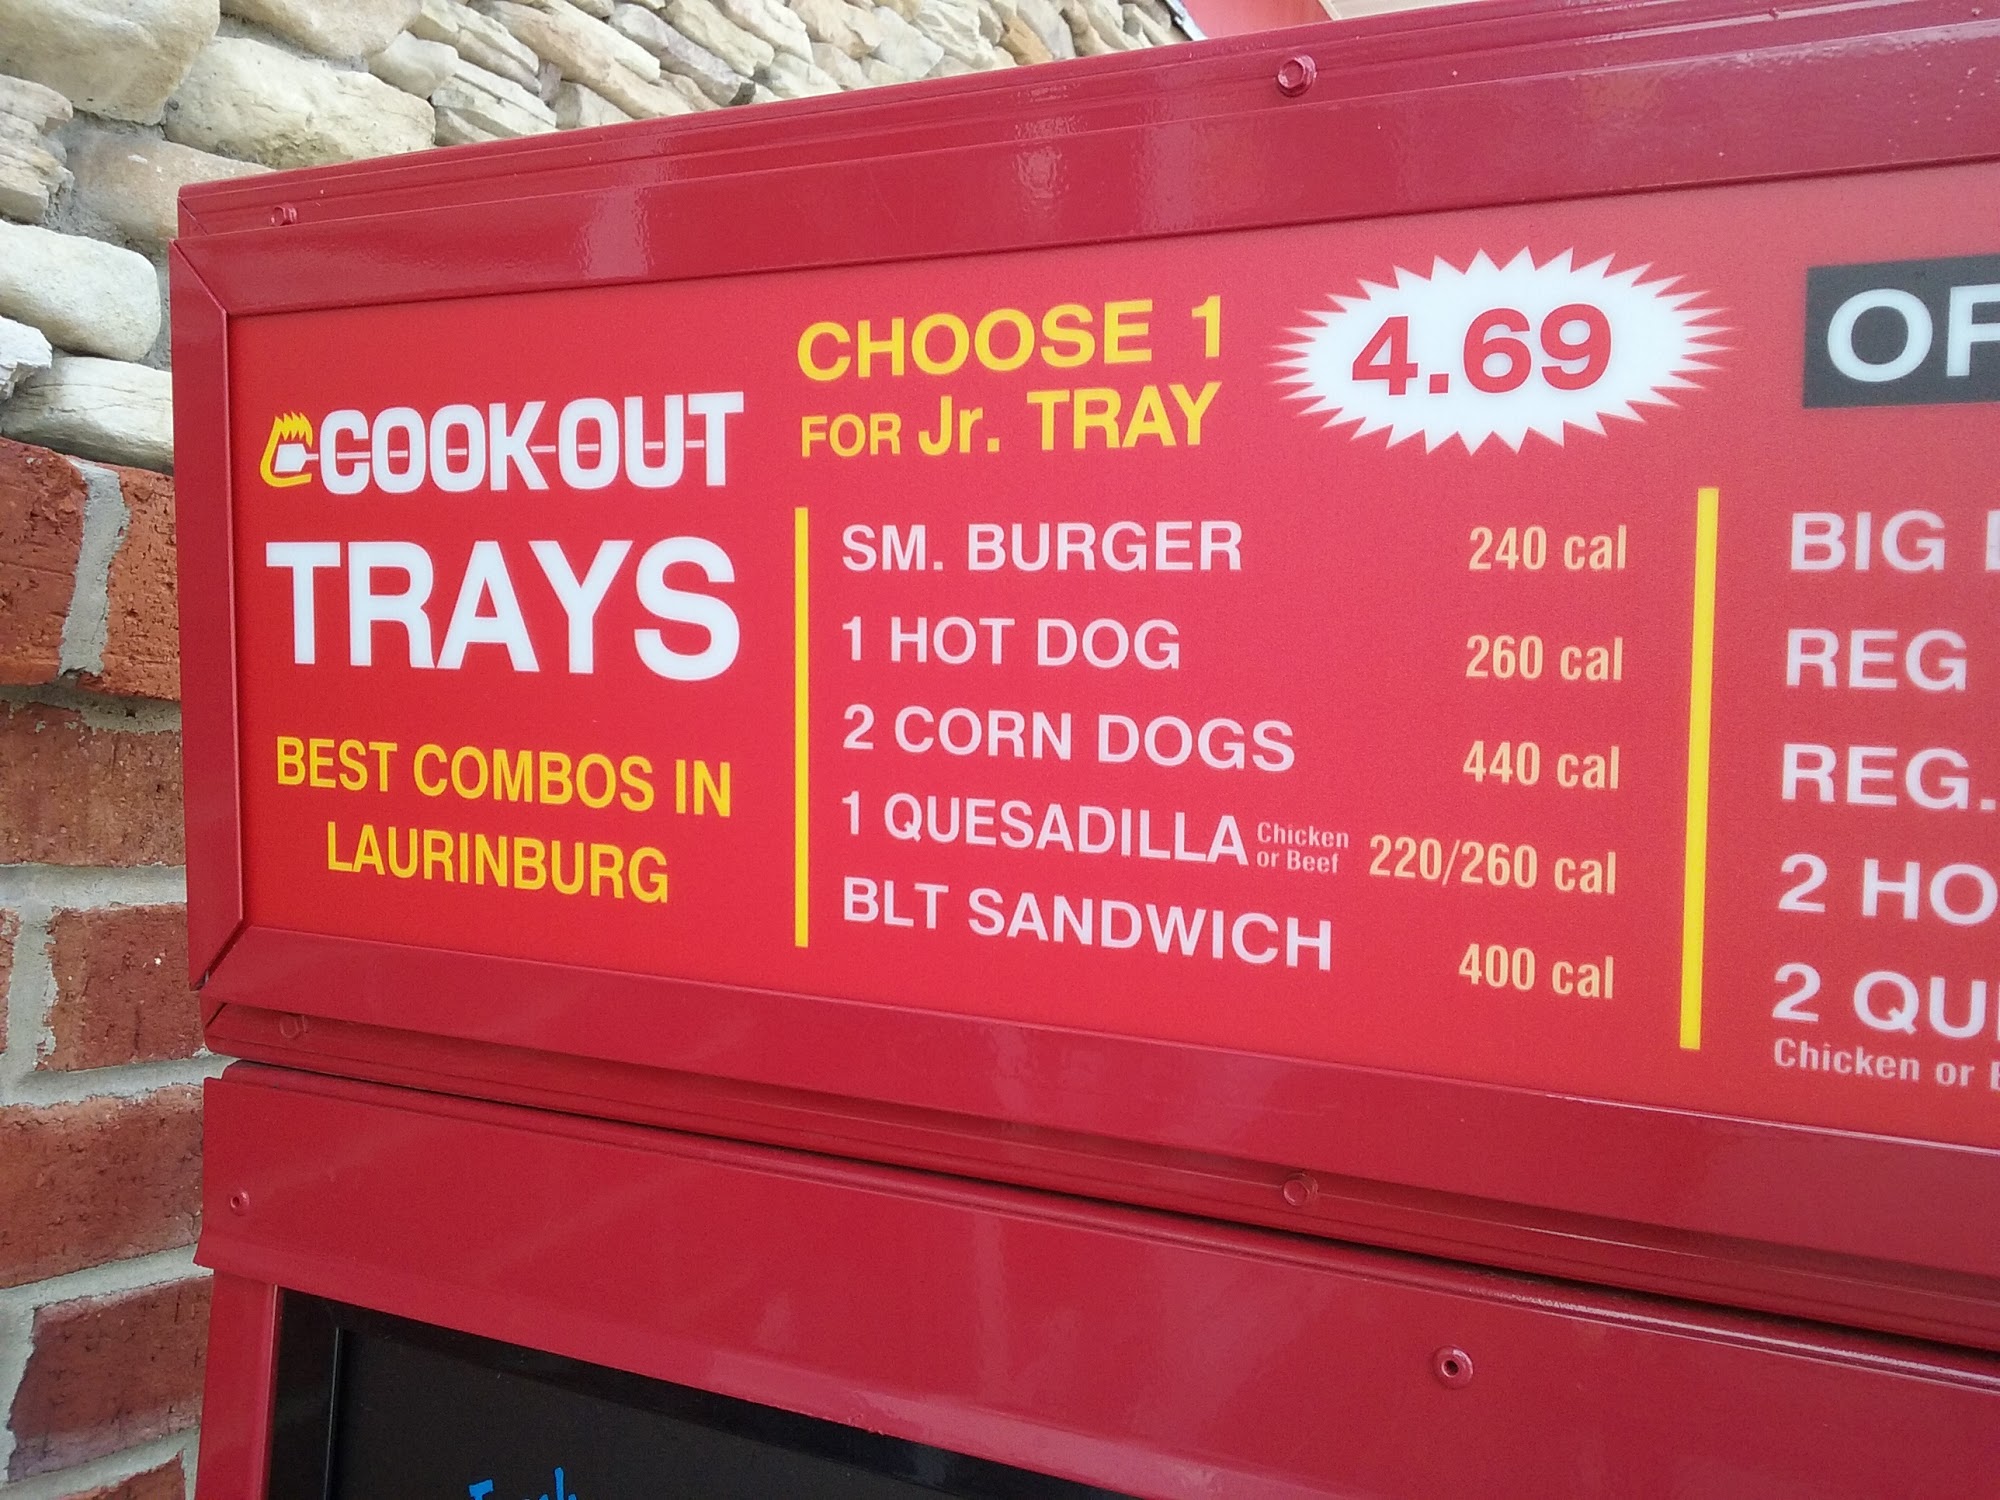 COOK-OUT
TRAYS
BEST COMBOS IN
LAURINBURG
CHOOSE 1
FOR Jr. TRAY
4.69
SM. BURGER 240 cal
1 HOT DOG 260 cal
2 CORN DOGS 440 cal
1 QUESADILLA Chicken or Beef 220/260 cal
BLT SANDWICH 400 cal
BIG
REG
REG.
2
2
Chicken or